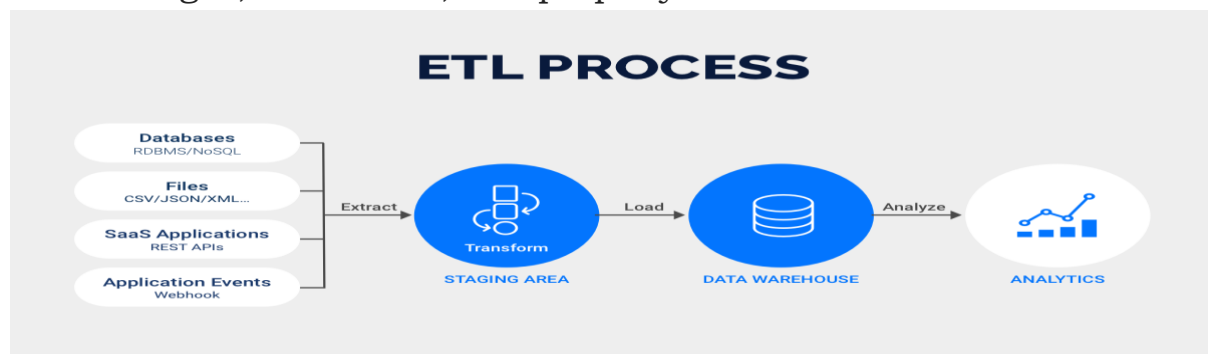 ETL PROCESS
Databases
RDBMS/NoSQL
Files
CSV/JSON/XML...
SaaS Applications
REST APIs
Application Events
Webhook
Extract
Transform
STAGING AREA
Load
DATA WAREHOUSE
Analyze
ANALYTICS